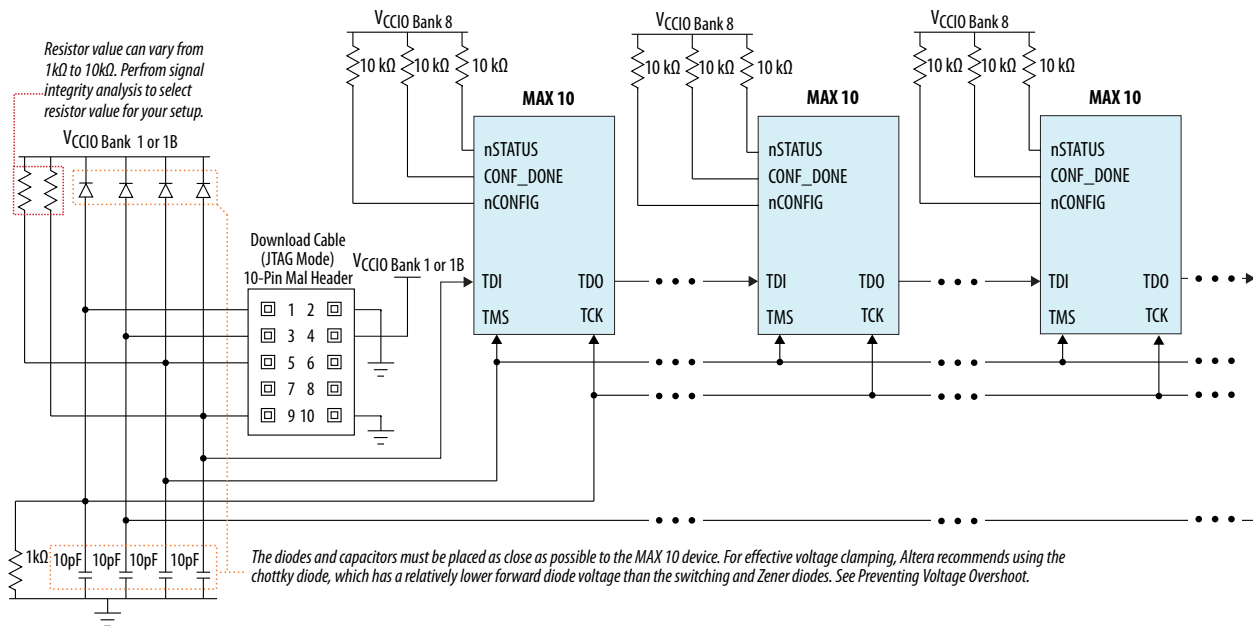 Resistor value can vary from
1kΩ to 10kΩ. Perfrom signal
integrity analysis to select
resistor value for your setup.
VCCIO Bank 1 or 1B
VCCIO Bank 8
10 kΩ 10 kΩ 10 kΩ
MAX 10
nSTATUS
CONF_DONE
nCONFIG
TDI TDO
TMS TCK
VCCIO Bank 8
10 kΩ 10 kΩ 10 kΩ
MAX 10
nSTATUS
CONF_DONE
nCONFIG
TDI TDO
TMS TCK
VCCIO Bank 8
10 kΩ 10 kΩ 10 kΩ
MAX 10
nSTATUS
CONF_DONE
nCONFIG
TDI TDO
TMS TCK
Download Cable
(JTAG Mode)
10-Pin Mal Header
VCCIO Bank 1 or 1B
1 2
3 4
5 6
7 8
9 10
1kΩ 10pF 10pF 10pF 10pF
The diodes and capacitors must be placed as close as possible to the MAX 10 device. For effective voltage clamping, Altera recommends using the
chottky diode, which has a relatively lower forward diode voltage than the switching and Zener diodes. See Preventing Voltage Overshoot.